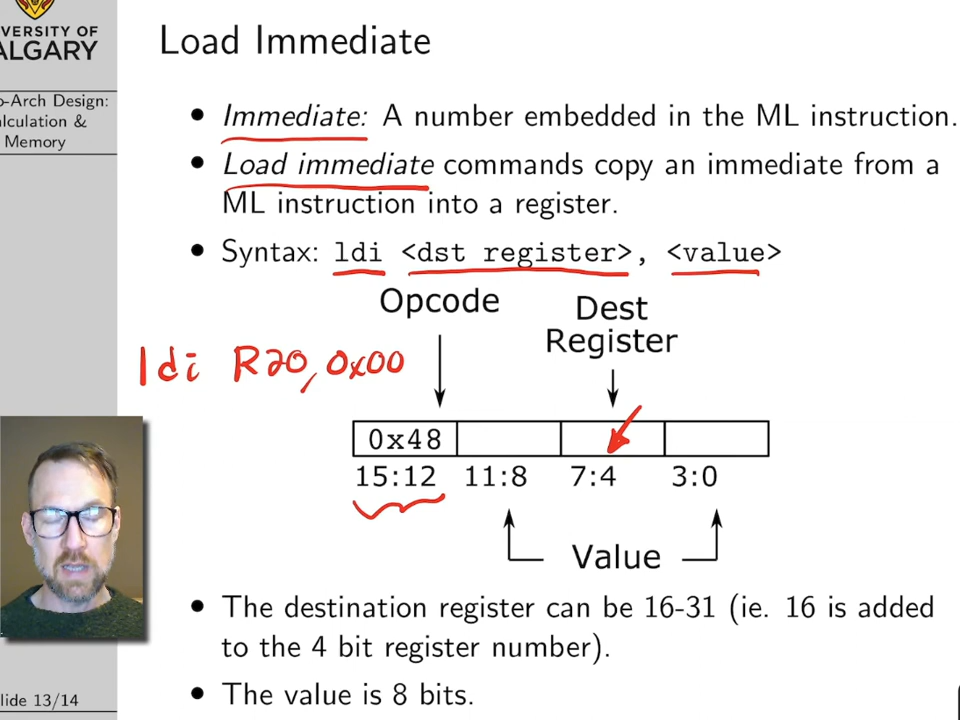 VERSITY OF
ALGARY
o-Arch Design:
alculation &
Memory
Load Immediate
• Immediate: A number embedded in the ML instruction.
• Load immediate commands copy an immediate from a
ML instruction into a register.
• Syntax: ldi <dst register>, <value>
Opcode
Dest
Register
ldi R20, 0x00
0x48
15:12 11:8 7:4 3:0
Value
• The destination register can be 16-31 (ie. 16 is added
to the 4 bit register number).
• The value is 8 bits.
lide 13/14